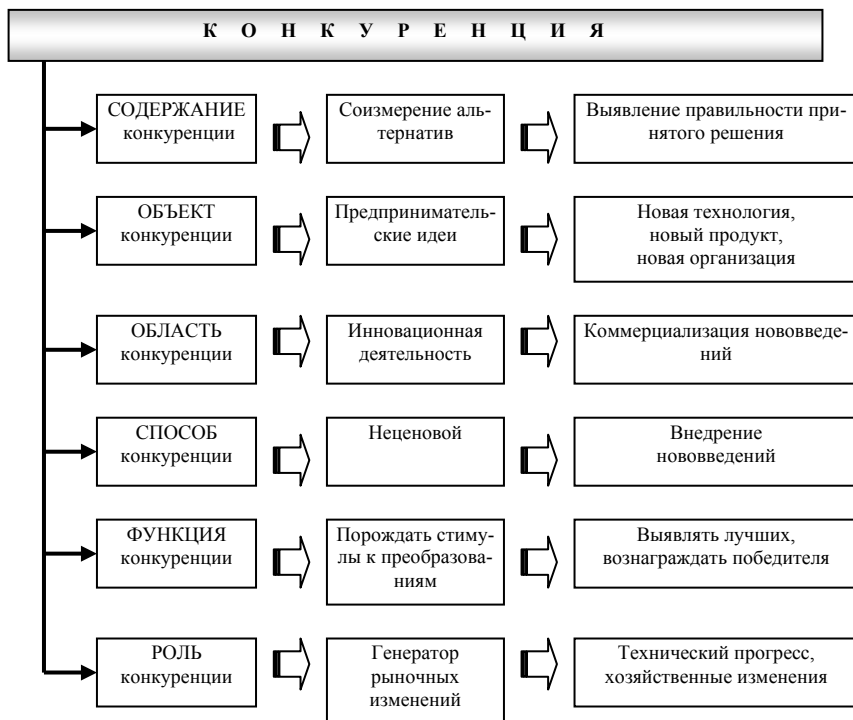 К О Н К У Р Е Н Ц И Я
СОДЕРЖАНИЕ
конкуренции
Соизмерение аль-
тернатив
Выявление правильности при-
нятого решения
ОБЪЕКТ
конкуренции
Предприниматель-
ские идеи
Новая технология,
новый продукт,
новая организация
ОБЛАСТЬ
конкуренции
Инновационная
деятельность
Коммерциализация нововведе-
ний
СПОСОБ
конкуренции
Неценовой
Внедрение
нововведений
ФУНКЦИЯ
конкуренции
Порождать стиму-
лы к преобразова-
ниям
Выявлять лучших,
вознаграждать победителя
РОЛЬ
конкуренции
Генератор
рыночных
изменений
Технический прогресс,
хозяйственные изменения